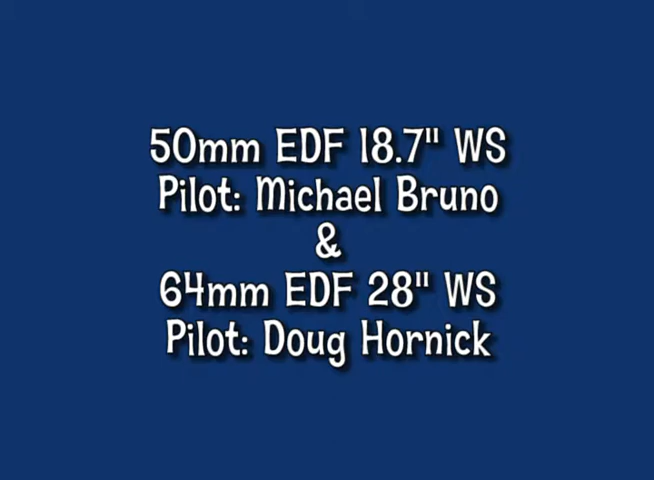 50mm EDF 18.7" WS
Pilot: Michael Bruno
&
64mm EDF 28" WS
Pilot: Doug Hornick